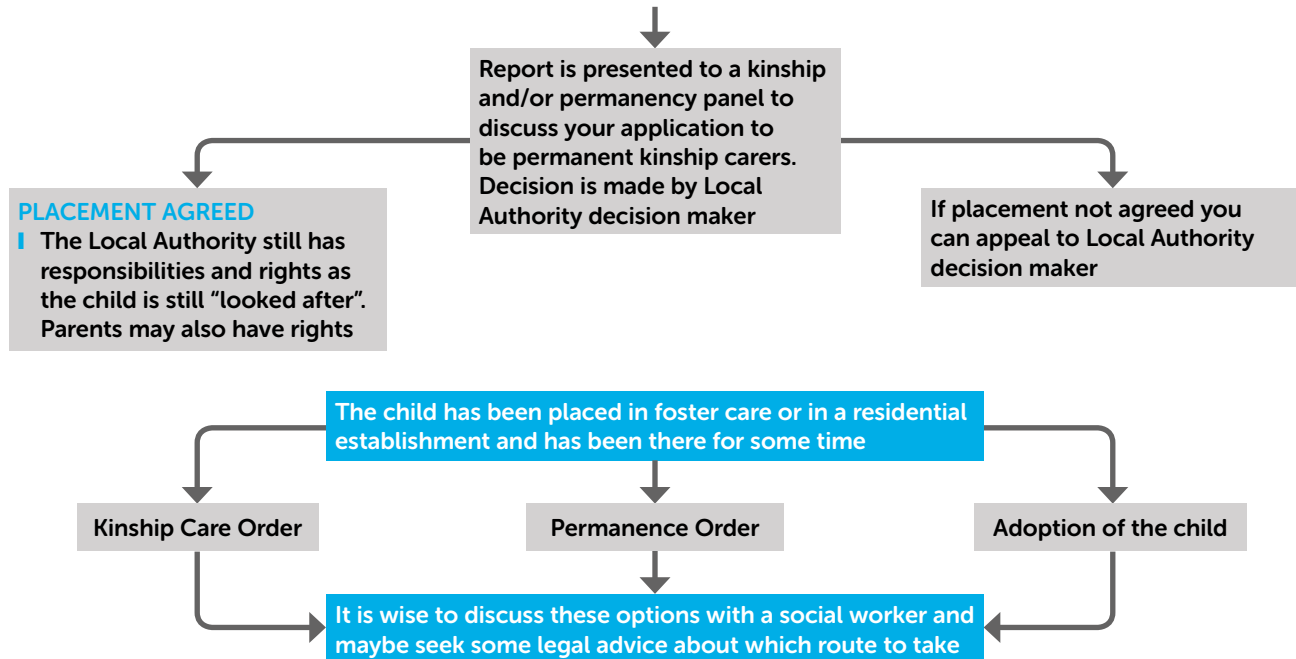 Report is presented to a kinship
and/or permanency panel to
discuss your application to
be permanent kinship carers.
Decision is made by Local
Authority decision maker
PLACEMENT AGREED
The Local Authority still has
responsibilities and rights as
the child is still “looked after”.
Parents may also have rights
If placement not agreed you
can appeal to Local Authority
decision maker
The child has been placed in foster care or in a residential
establishment and has been there for some time
Kinship Care Order
Permanence Order
Adoption of the child
It is wise to discuss these options with a social worker and
maybe seek some legal advice about which route to take